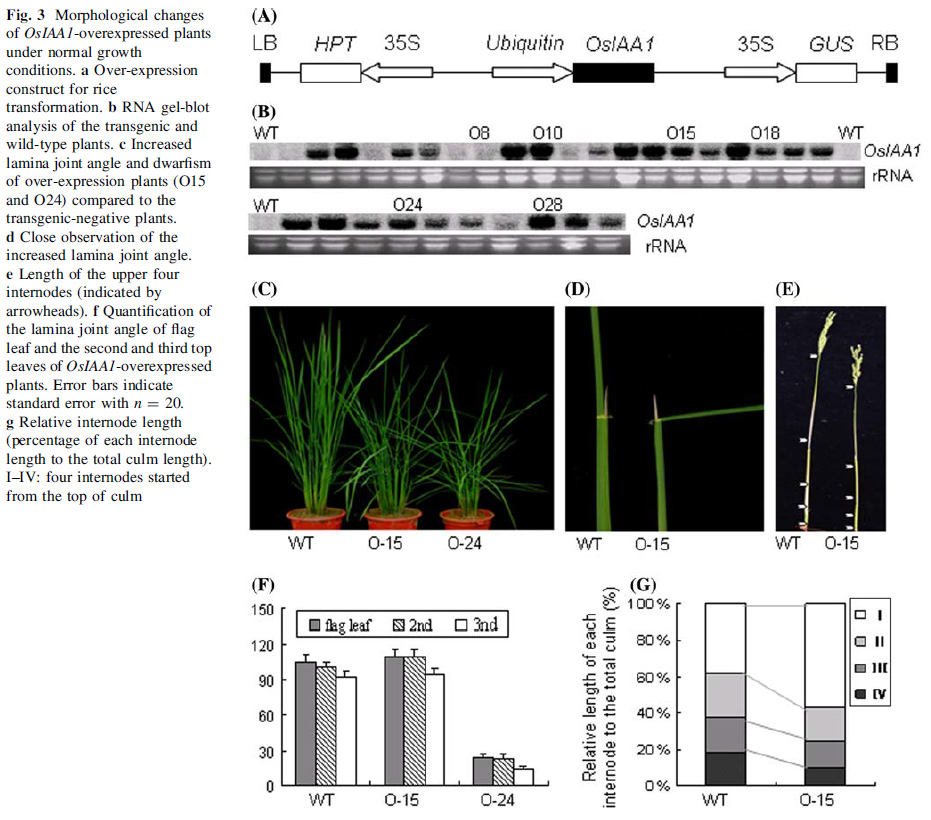 Fig. 3 Morphological changes
of OsIAA1-overexpressed plants
under normal growth
conditions. a Over-expression
construct for rice
transformation. b RNA gel-blot
analysis of the transgenic and
wild-type plants. c Increased
lamina joint angle and dwarfism
of over-expression plants (O15
and O24) compared to the
transgenic-negative plants.
d Close observation of the
increased lamina joint angle.
e Length of the upper four
internodes (indicated by
arrowheads). f Quantification of
the lamina joint angle of flag
leaf and the second and third top
leaves of OsIAA1-overexpressed
plants. Error bars indicate
standard error with n = 20.
g Relative internode length
(percentage of each internode
length to the total culm length).
I–IV: four internodes started
from the top of culm
(A)
LB HPT 35S Ubiquitin OsIAA1 35S GUS RB
(B)
WT O8 O10 O15 O18 WT
OsIAA1
rRNA
WT O24 O28
OsIAA1
rRNA
(C)
WT O-15 O-24
(D)
WT O-15
(E)
WT O-15
(F)
150
120
90
60
30
0
flag leaf 2nd 3nd
WT O-15 O-24
(G)
Relative length of each
internode to the total culm (%)
100%
80%
60%
40%
20%
0%
I
II
III
IV
WT O-15